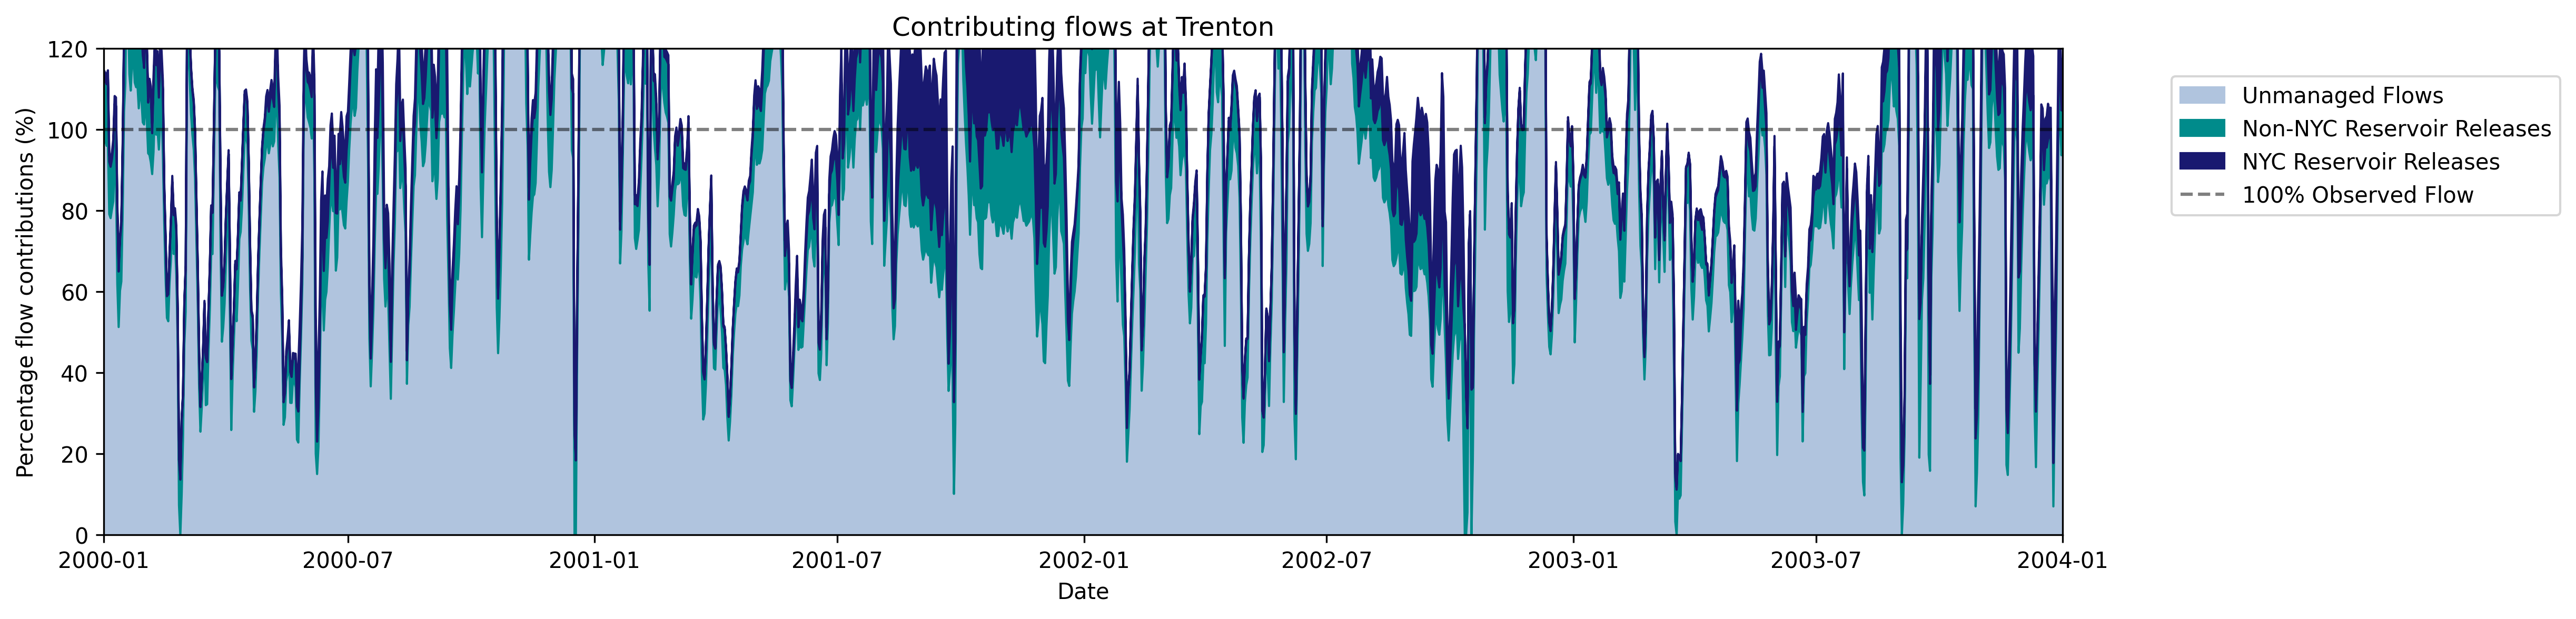 Contributing flows at Trenton
Percentage flow contributions (%)
120
100
80
60
40
20
0
2000-01
2000-07
2001-01
2001-07
2002-01
2002-07
2003-01
2003-07
2004-01
Date
Unmanaged Flows
Non-NYC Reservoir Releases
NYC Reservoir Releases
100% Observed Flow